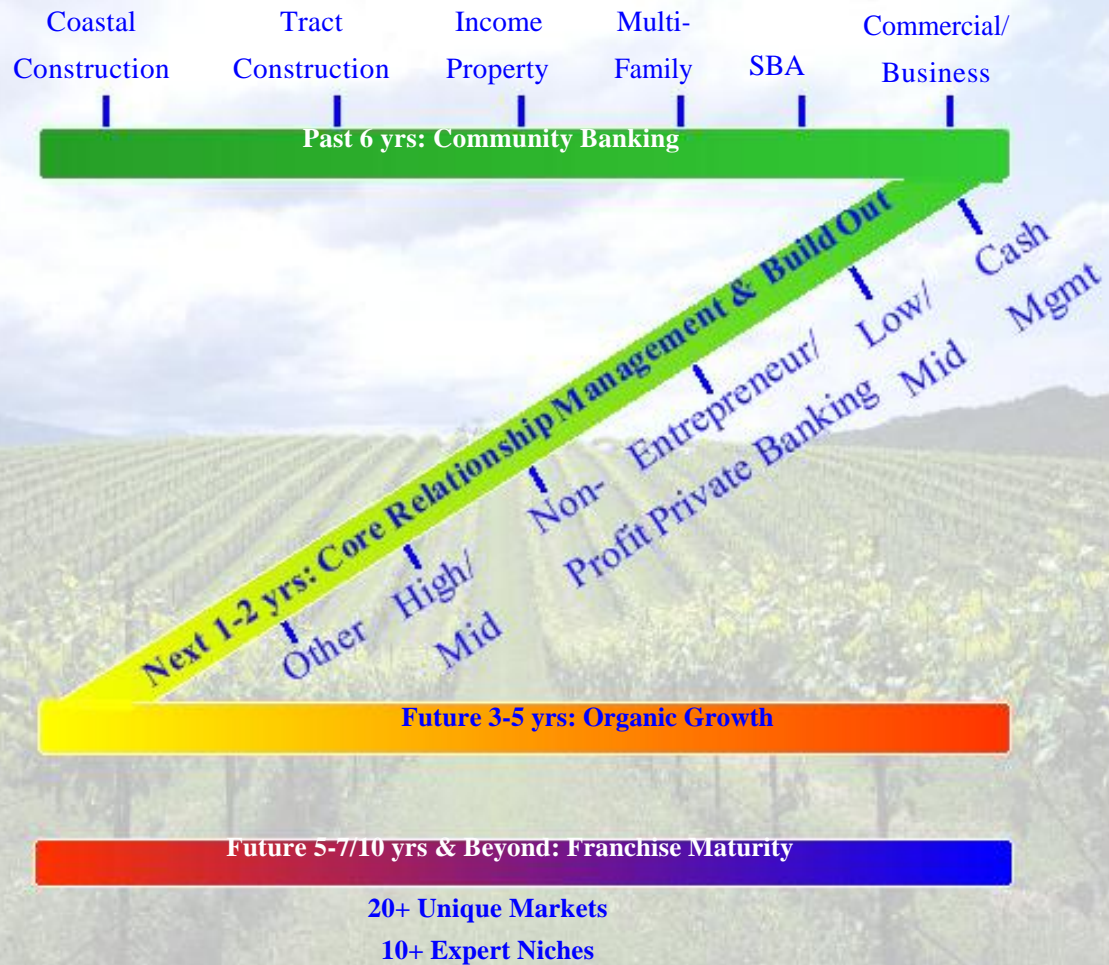 Coastal
Construction
Tract
Construction
Income
Property
Multi-
Family
SBA
Commercial/
Business
Past 6 yrs: Community Banking
Next 1-2 yrs: Core Relationship Management & Build Out
Other
High/
Mid
Non-
Profit
Entrepreneur/
Private Banking
Low/
Mid
Cash
Mgmt
Future 3-5 yrs: Organic Growth
Future 5-7/10 yrs & Beyond: Franchise Maturity
20+ Unique Markets
10+ Expert Niches